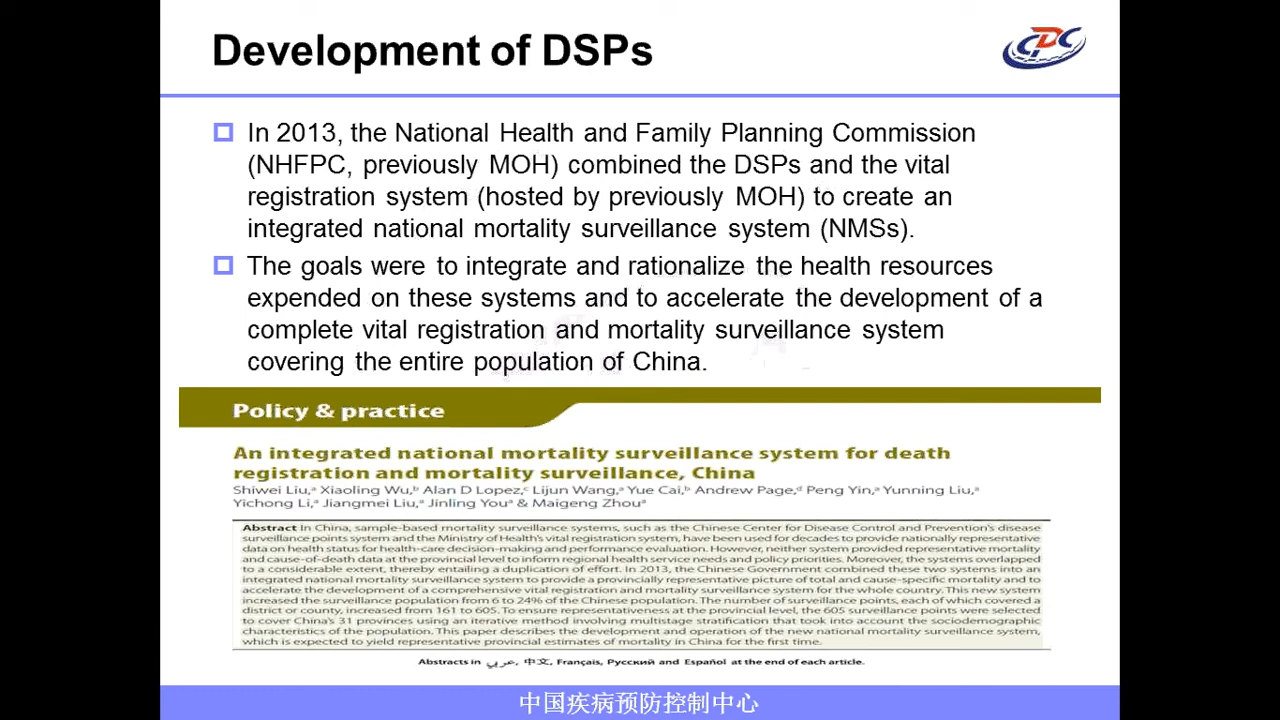 Development of DSPs
CDC
In 2013, the National Health and Family Planning Commission
(NHFPC, previously MOH) combined the DSPs and the vital
registration system (hosted by previously MOH) to create an
integrated national mortality surveillance system (NMSs).
The goals were to integrate and rationalize the health resources
expended on these systems and to accelerate the development of a
complete vital registration and mortality surveillance system
covering the entire population of China.
Policy & practice
An integrated national mortality surveillance system for death
registration and mortality surveillance, China
Shiwei Liu,ᵃ Xiaoling Wu,ᵇ Alan D Lopez,ᶜ Lijun Wang,ᵃ Yue Cai,ᵇ Andrew Page,ᵈ Peng Yin,ᵃ Yunning Liu,ᵃ
Yichong Li,ᵃ Jiangmei Liu,ᵃ Jinling Youᵃ & Maigeng Zhouᵃ
Abstract In China, sample-based mortality surveillance systems, such as the Chinese Center for Disease Control and Prevention's disease
surveillance points system and the Ministry of Health's vital registration system, have been used for decades to provide nationally representative
data on health status for health-care decision-making and performance evaluation. However, neither system provided representative mortality
and cause-of-death data at the provincial level to inform regional health service needs and policy priorities. Moreover, the systems overlapped
to a considerable extent, thereby entailing a duplication of effort. In 2013, the Chinese Government combined these two systems into an
integrated national mortality surveillance system to provide a provincially representative picture of total and cause-specific mortality and to
accelerate the development of a comprehensive vital registration and mortality surveillance system for the whole country. This new system
increased the surveillance population from 6 to 24% of the Chinese population. The number of surveillance points, each of which covered a
district or county, increased from 161 to 605. To ensure representativeness at the provincial level, the 605 surveillance points were selected
to cover China's 31 provinces using an iterative method involving multistage stratification that took into account the sociodemographic
characteristics of the population. This paper describes the development and operation of the new national mortality surveillance system,
which is expected to yield representative provincial estimates of mortality in China for the first time.
Abstracts in عربي, 中文, Français, Русский and Español at the end of each article.
中国疾病预防控制中心